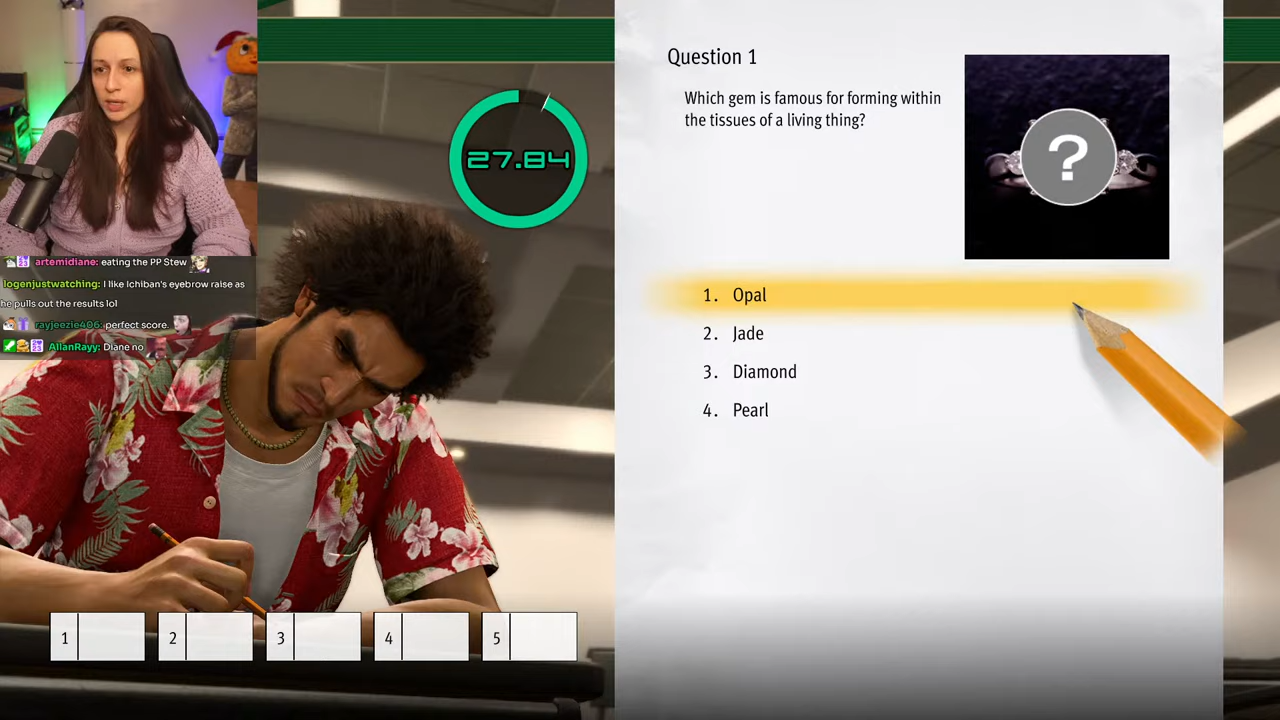 27.84
artemidiane: eating the PP Stew
logenjustwatching: I like Ichiban's eyebrow raise as
he pulls out the results lol
rayjeezie406: perfect score.
AllanRayy: Diane no
1
2
3
4
5
Question 1
Which gem is famous for forming within
the tissues of a living thing?
?
1. Opal
2. Jade
3. Diamond
4. Pearl